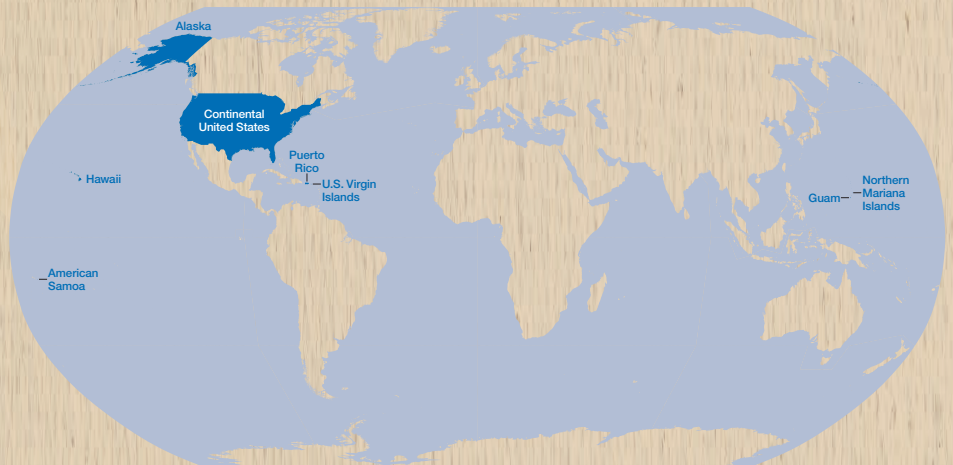 Alaska
Continental
United States
Puerto
Rico
U.S. Virgin
Islands
Hawaii
Northern
Mariana
Islands
Guam
American
Samoa